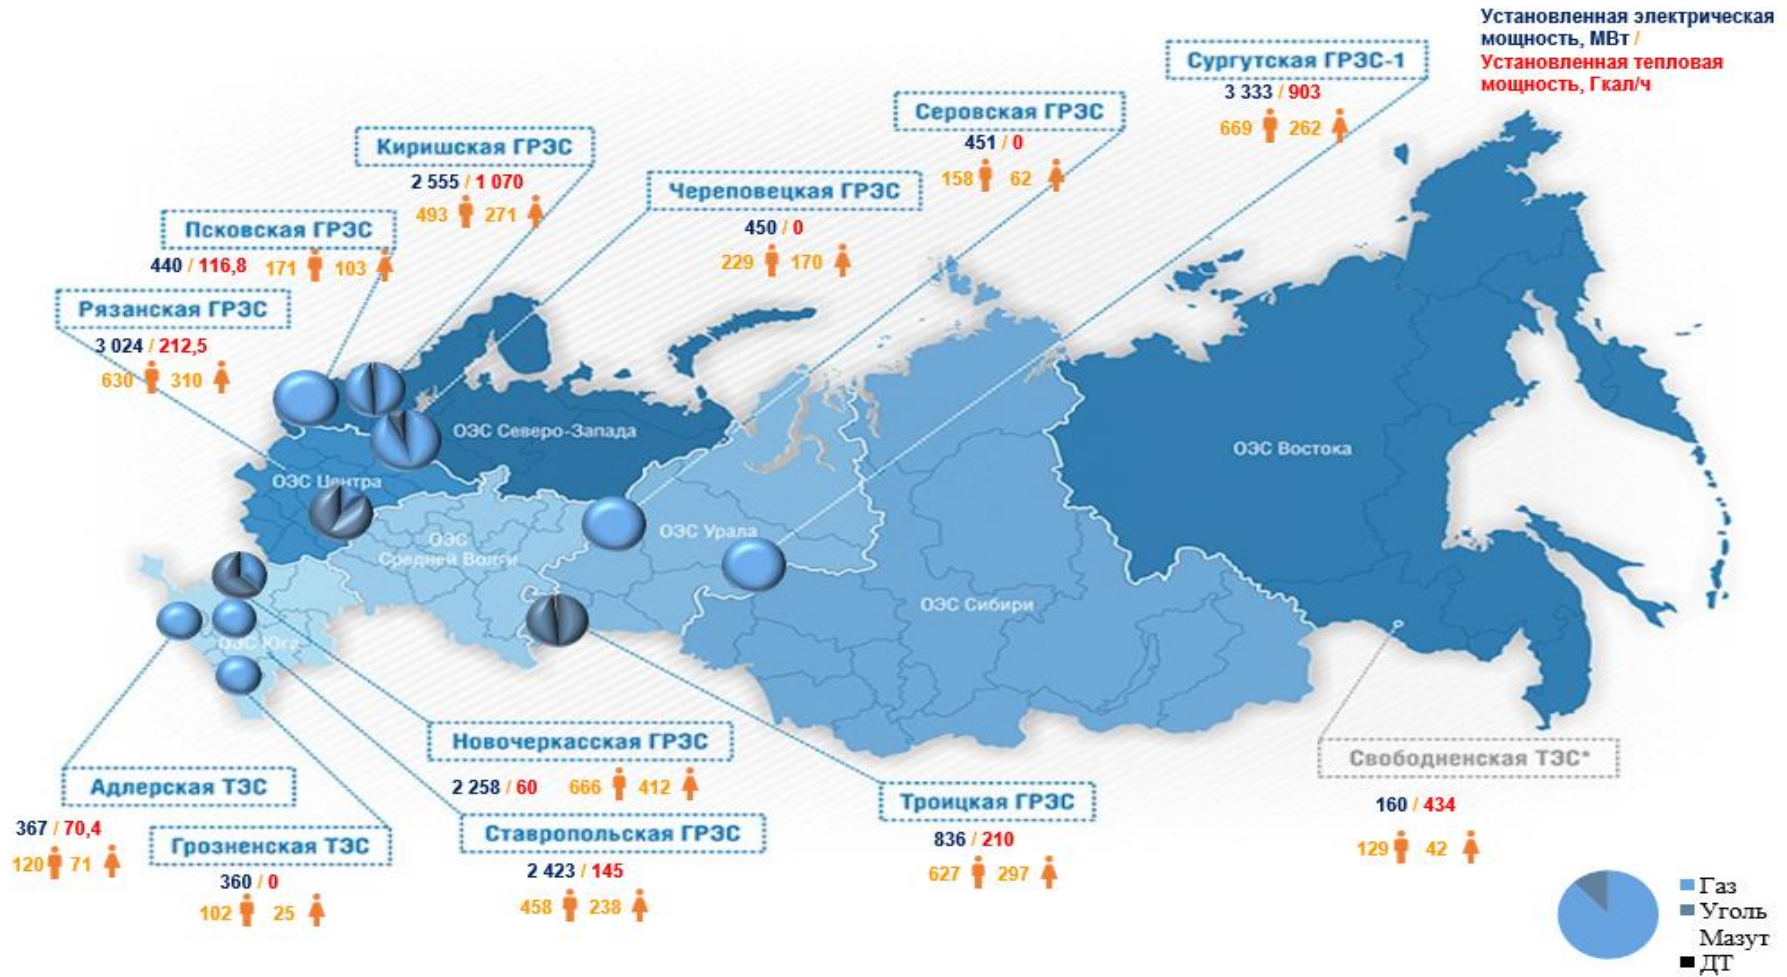 Установленная электрическая
мощность, МВт /
Установленная тепловая
мощность, Гкал/ч
Сургутская ГРЭС-1
3 333 / 903
669 262
Серовская ГРЭС
451 / 0
158 62
Киришская ГРЭС
2 555 / 1 070
493 271
Череповецкая ГРЭС
450 / 0
229 170
Псковская ГРЭС
440 / 116,8 171 103
Рязанская ГРЭС
3 024 / 212,5
630 310
ОЭС Северо-Запада
ОЭС Востока
ОЭС Центра
ОЭС Урала
ОЭС
Средней Волги
ОЭС Сибири
ОЭС Юга
Новочеркасская ГРЭС
2 258 / 60 666 412
Свободненская ТЭС*
160 / 434
129 42
Адлерская ТЭС
367 / 70,4
120 71
Троицкая ГРЭС
836 / 210
627 297
Ставропольская ГРЭС
2 423 / 145
458 238
Грозненская ТЭС
360 / 0
102 25
Газ
Уголь
Мазут
ДТ